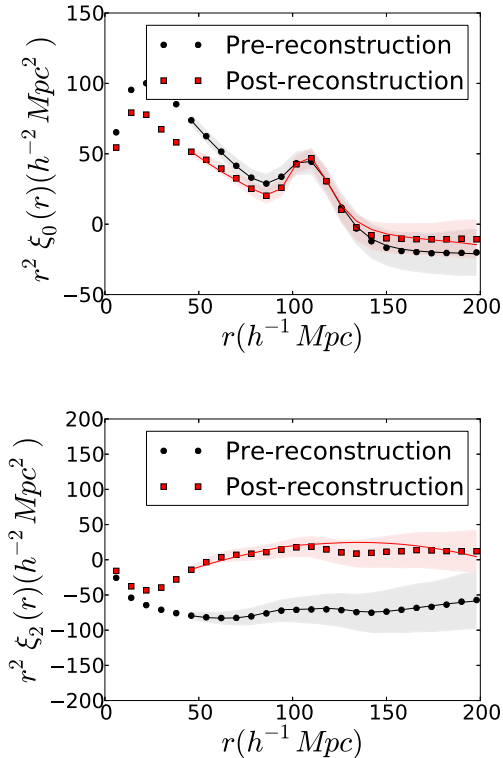 150
100
50
0
−50
r² ξ₀(r)(h⁻² Mpc²)
Pre-reconstruction
Post-reconstruction
0 50 100 150 200
r(h⁻¹ Mpc)
200
150
100
50
0
−50
−100
−150
−200
r² ξ₂(r)(h⁻² Mpc²)
Pre-reconstruction
Post-reconstruction
0 50 100 150 200
r(h⁻¹ Mpc)